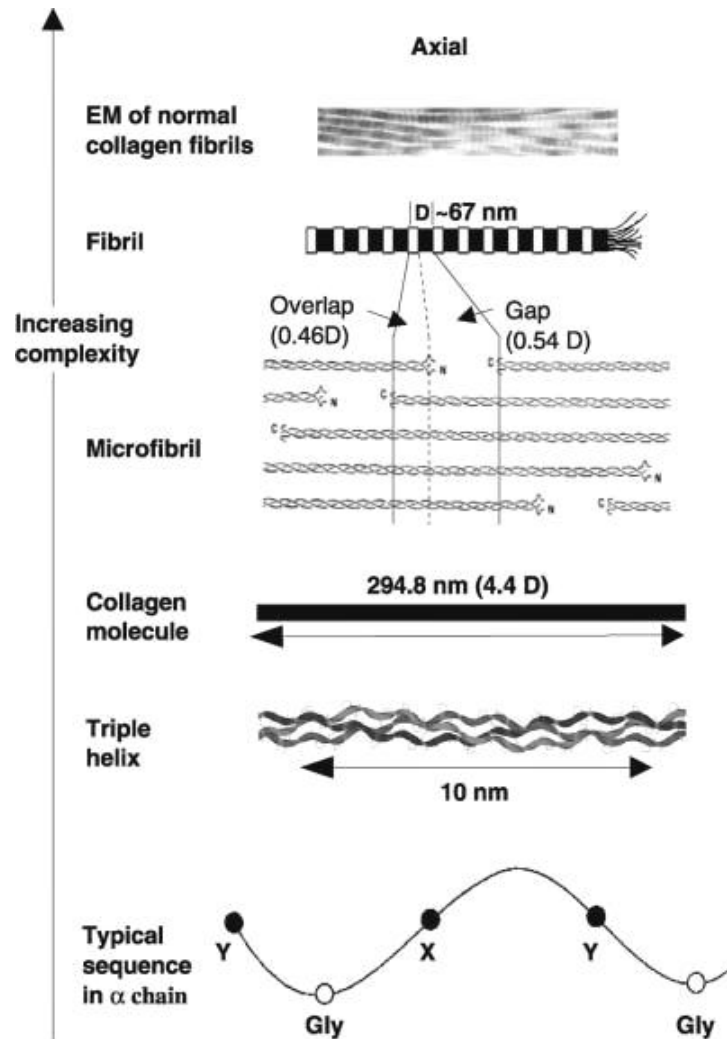 Axial
EM of normal
collagen fibrils
D ~67 nm
Fibril
Overlap
(0.46D)
Gap
(0.54 D)
Increasing
complexity
N
C
N
C
C
Microfibril
N
N
C
Collagen
molecule
294.8 nm (4.4 D)
Triple
helix
10 nm
Typical
sequence
in α chain
Y
X
Y
Gly
Gly